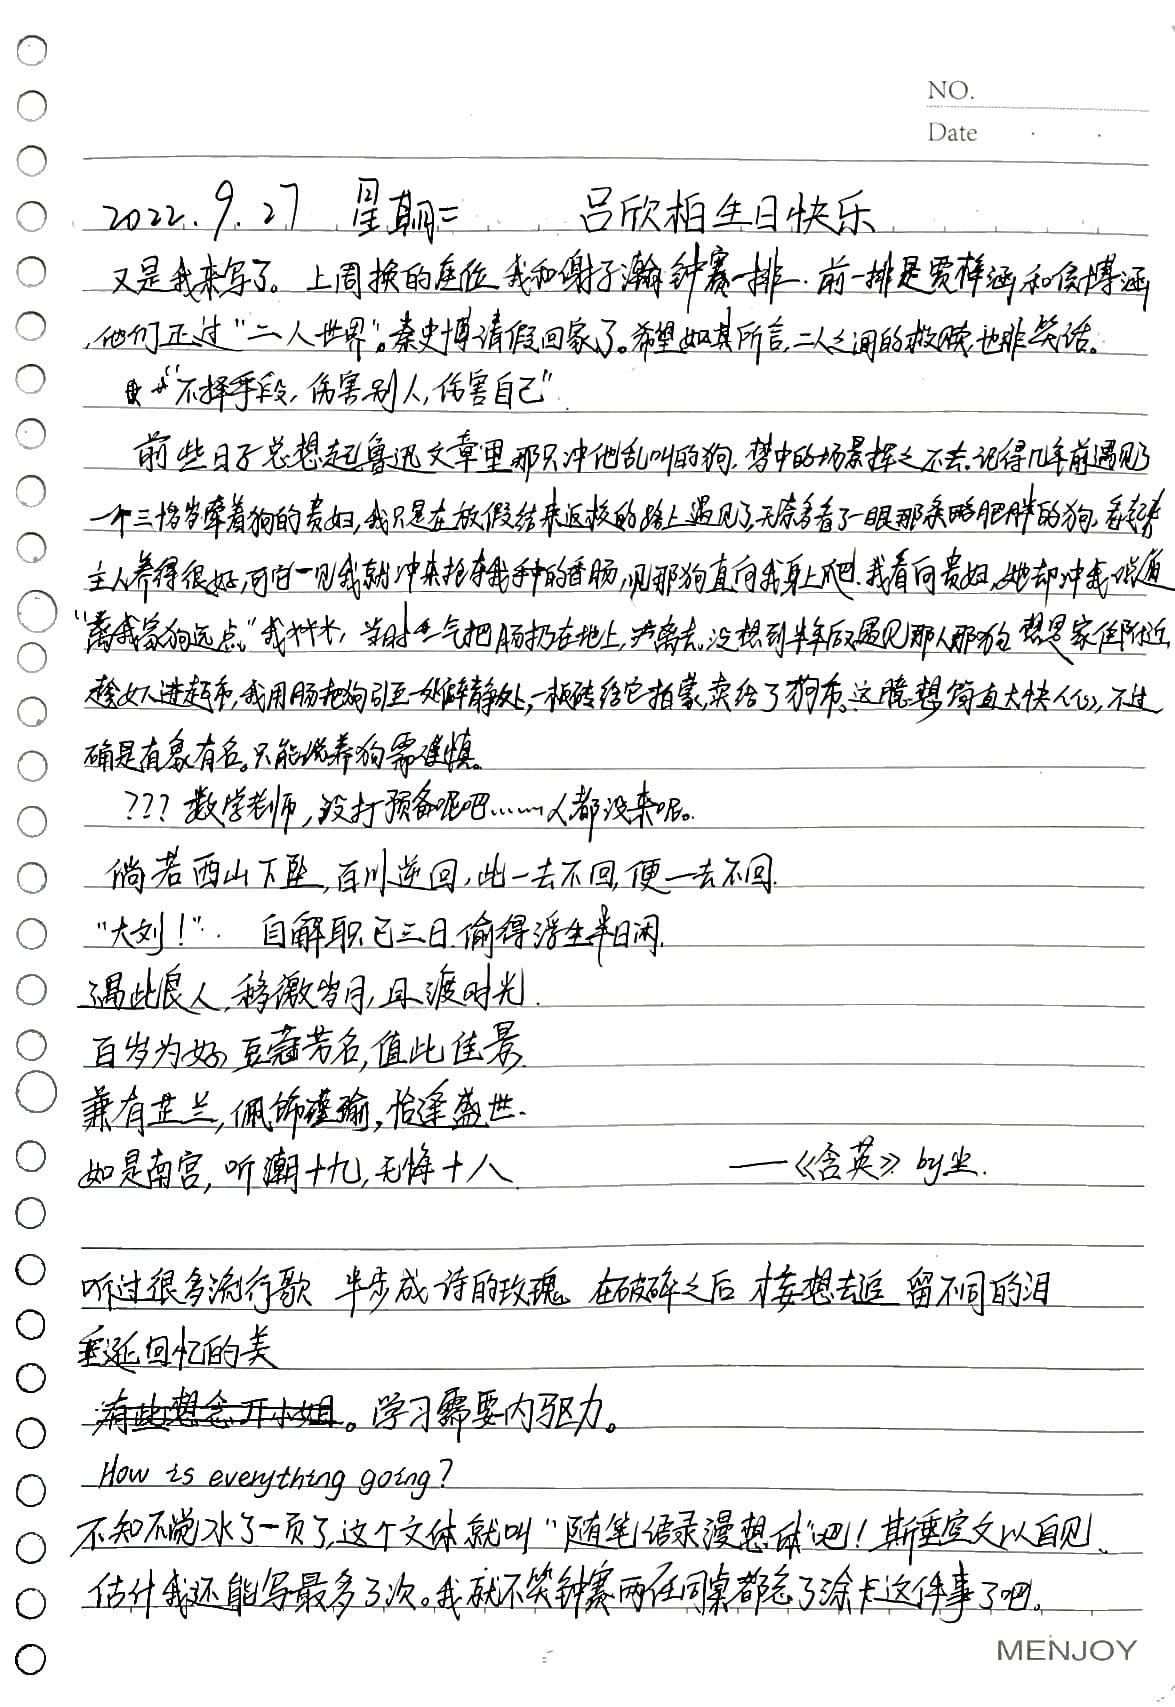 NO.
Date
2022.9.27 星期二 吕欣柏生日快乐
又是我来写了。上周换的座位,我和谢子瀚钟赛一排.前一排是贾梓涵和侯博涵
,他们正过“二人世界”。秦史博请假回家了。希望如其所言,二人之间的救赎也非笑话。
“不择手段,伤害别人,伤害自己”
前些日子总想起鲁迅文章里那只冲他乱叫的狗,梦中的场景挥之不去.记得几年前遇见了
一个三十多岁牵着狗的贵妇,我只是在放假结束返校的路上遇见了,无意多看了一眼那条略肥胖的狗,看起来
主人养得很好,可它一见我就冲来抢夺我手中的香肠,见那狗直向我身上爬.我看向贵妇,她却冲我说道
“离我家狗远点。”我 当时生气把肠扔在地上,离去.没想到半年后遇见那人那狗 想是家住附近
趁女人进超市,我用肠把狗引至一处僻静处,一板砖给它拍蒙,卖给了狗市。这臆想简直大快人心,不过
确是有象有名。只能说养狗需谨慎。
???数学老师,没打预备呢吧……人都没来呢。
倘若西山下坠,百川逆回,此一去不回,便一去不回.
“大刘!”. 自解职已三日.偷得浮生半日闲.
遇此良人,移微岁月,且渡时光.
百岁为好,豆蔻芳名,值此佳景.
兼有芷兰,佩饰瑾瑜,恰逢盛世.
如是南宫,听潮十九,无悔十八. ——《含英》by尘.
听过很多流行歌 半步成诗的玫瑰 在破碎之后 才妄想去追 留不同的泪
垂涎回忆的美
有些想念 小姐。学习需要内驱力。
How is everything going?
不知不觉水了一页了,这个文体就叫“随笔语录漫想体”吧!斯垂空文以自见、
估计我还能写最多3次。我就不笑钟赛两任同桌都忘了涂卡这件事了吧。
MENJOY